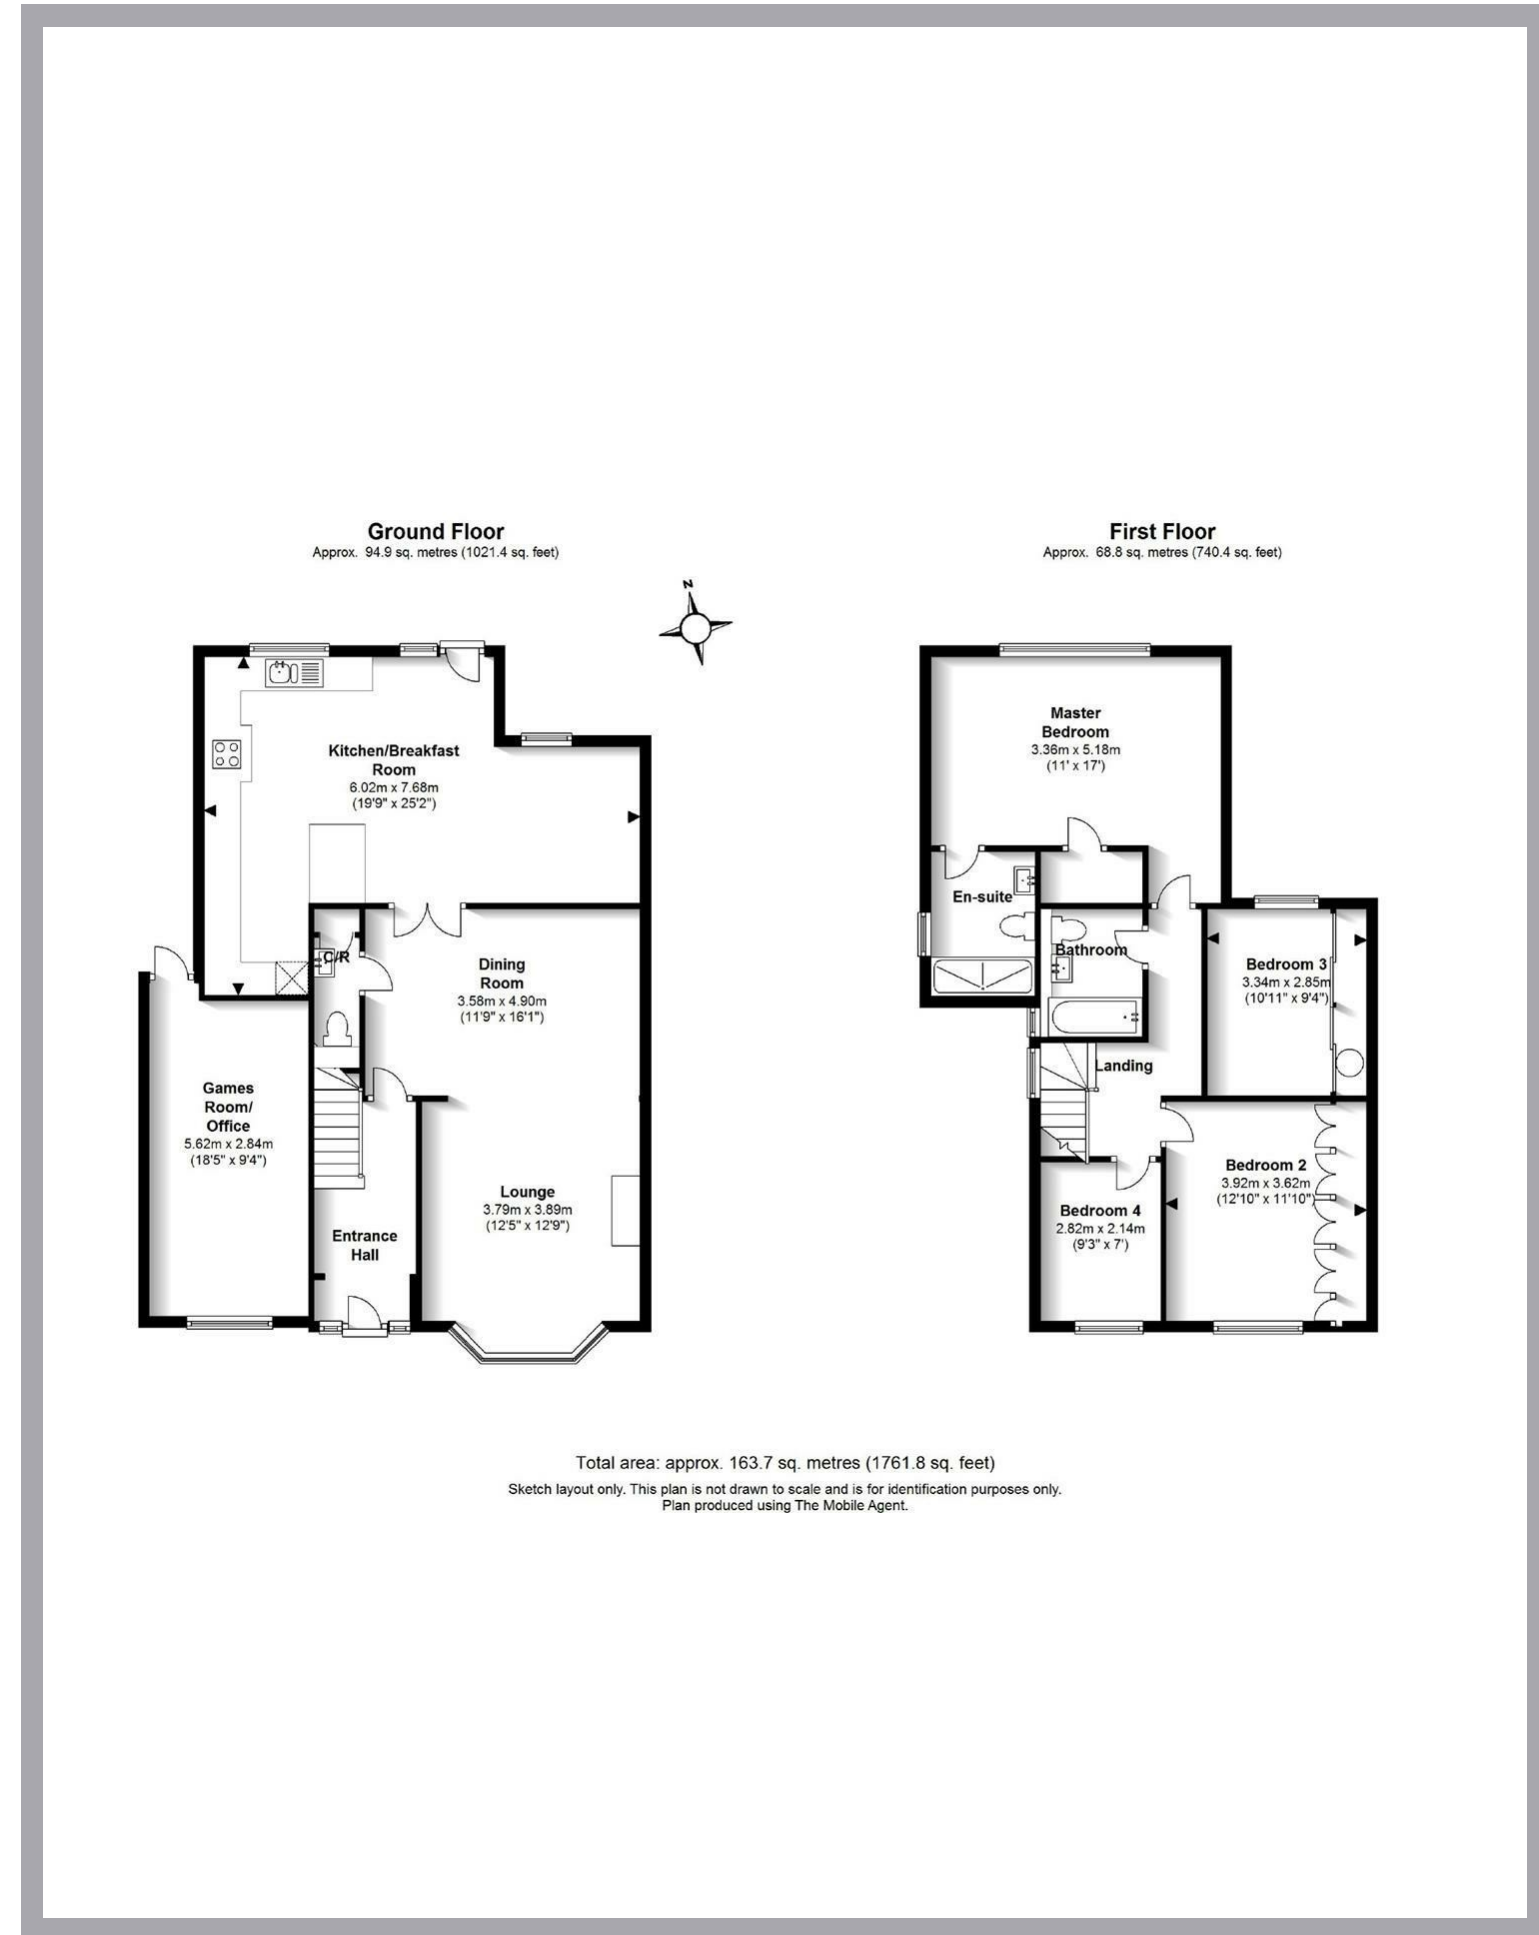 Ground Floor
Approx. 94.9 sq. metres (1021.4 sq. feet)
First Floor
Approx. 68.8 sq. metres (740.4 sq. feet)
N
Kitchen/Breakfast
Room
6.02m x 7.68m
(19'9" x 25'2")
C/R
Dining
Room
3.58m x 4.90m
(11'9" x 16'1")
Games
Room/
Office
5.62m x 2.84m
(18'5" x 9'4")
Lounge
3.79m x 3.89m
(12'5" x 12'9")
Entrance
Hall
Master
Bedroom
3.36m x 5.18m
(11' x 17')
En-suite
Bathroom
Bedroom 3
3.34m x 2.85m
(10'11" x 9'4")
Landing
Bedroom 2
3.92m x 3.62m
(12'10" x 11'10")
Bedroom 4
2.82m x 2.14m
(9'3" x 7')
Total area: approx. 163.7 sq. metres (1761.8 sq. feet)
Sketch layout only. This plan is not drawn to scale and is for identification purposes only.
Plan produced using The Mobile Agent.